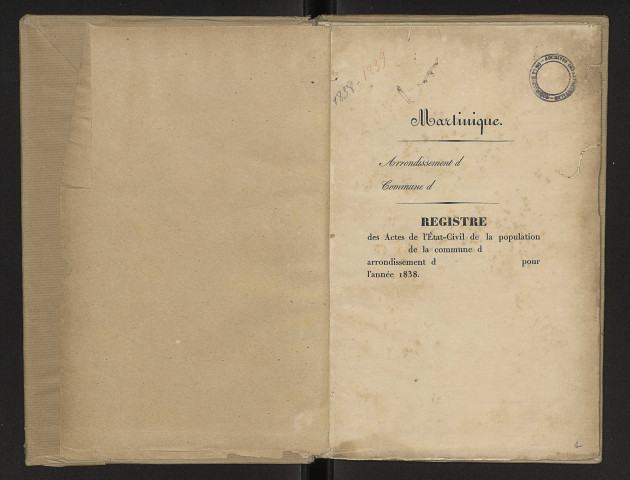 1838-1839
Martinique.
Arrondissement d
Commune d
REGISTRE
des Actes de l'État-Civil de la population
de la commune d
arrondissement d pour
l'année 1838.